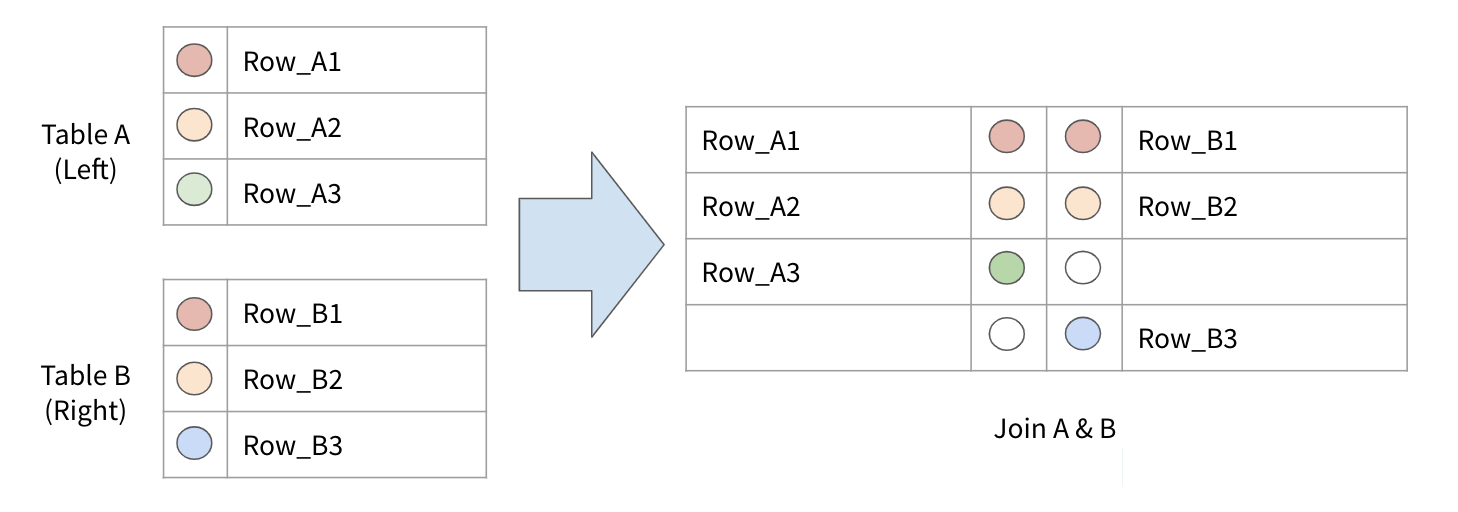 Table A
(Left)
Row_A1
Row_A2
Row_A3
Table B
(Right)
Row_B1
Row_B2
Row_B3
Row_A1 Row_B1
Row_A2 Row_B2
Row_A3
Row_B3
Join A & B